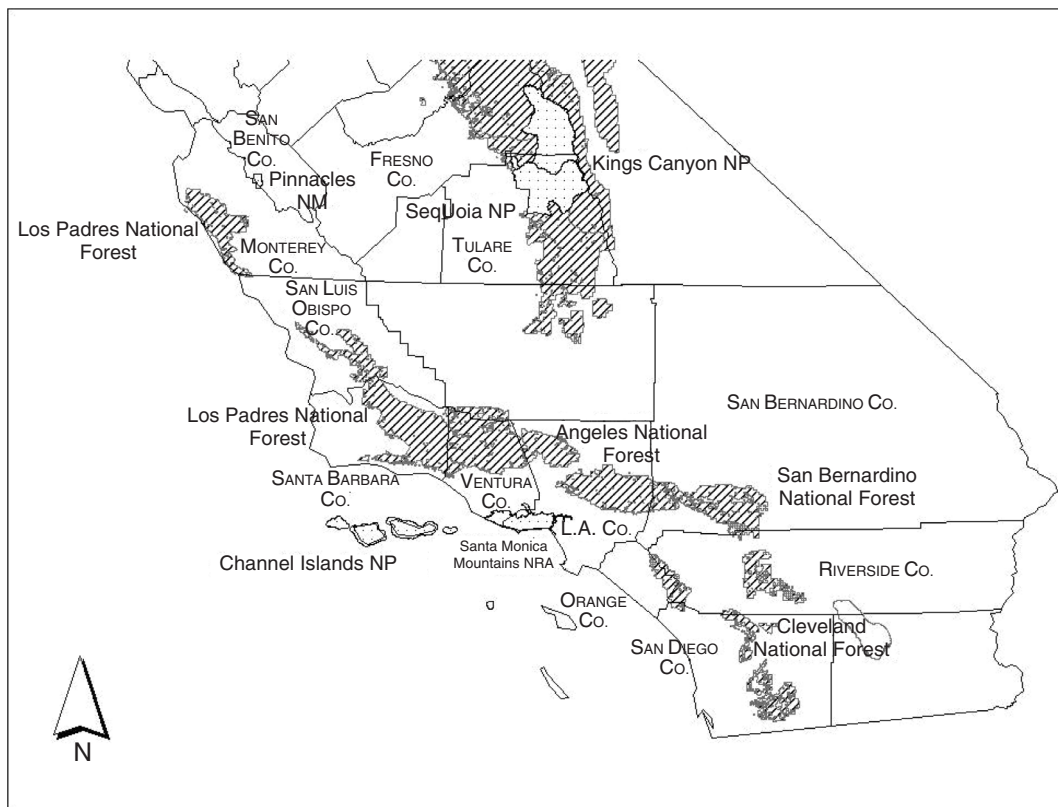 SAN
BENITO
CO.
Pinnacles
NM
FRESNO
CO.
Kings Canyon NP
Sequoia NP
Los Padres National
Forest
MONTEREY
CO.
TULARE
CO.
SAN LUIS
OBISPO
CO.
SAN BERNARDINO CO.
Los Padres National
Forest
Angeles National
Forest
SANTA BARBARA
CO.
VENTURA
CO.
San Bernardino
National Forest
L.A. CO.
Channel Islands NP
Santa Monica
Mountains NRA
RIVERSIDE CO.
ORANGE
CO.
SAN DIEGO
CO.
Cleveland
National Forest
N